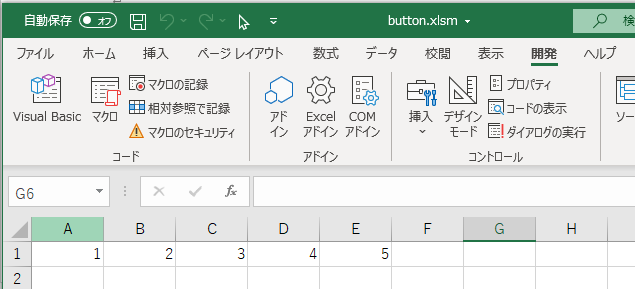 自動保存 オフ button.xlsm 検
ファイル ホーム 挿入 ページ レイアウト 数式 データ 校閲 表示 開発 ヘルプ
Visual Basic マクロ マクロの記録 相対参照で記録 マクロのセキュリティ
コード
アド
イン
Excel
アドイン
COM
アドイン
アドイン
挿入
デザイン
モード
プロパティ
コードの表示
ダイアログの実行
コントロール
ソー
G6 fx
A B C D E F G H
1 1 2 3 4 5
2